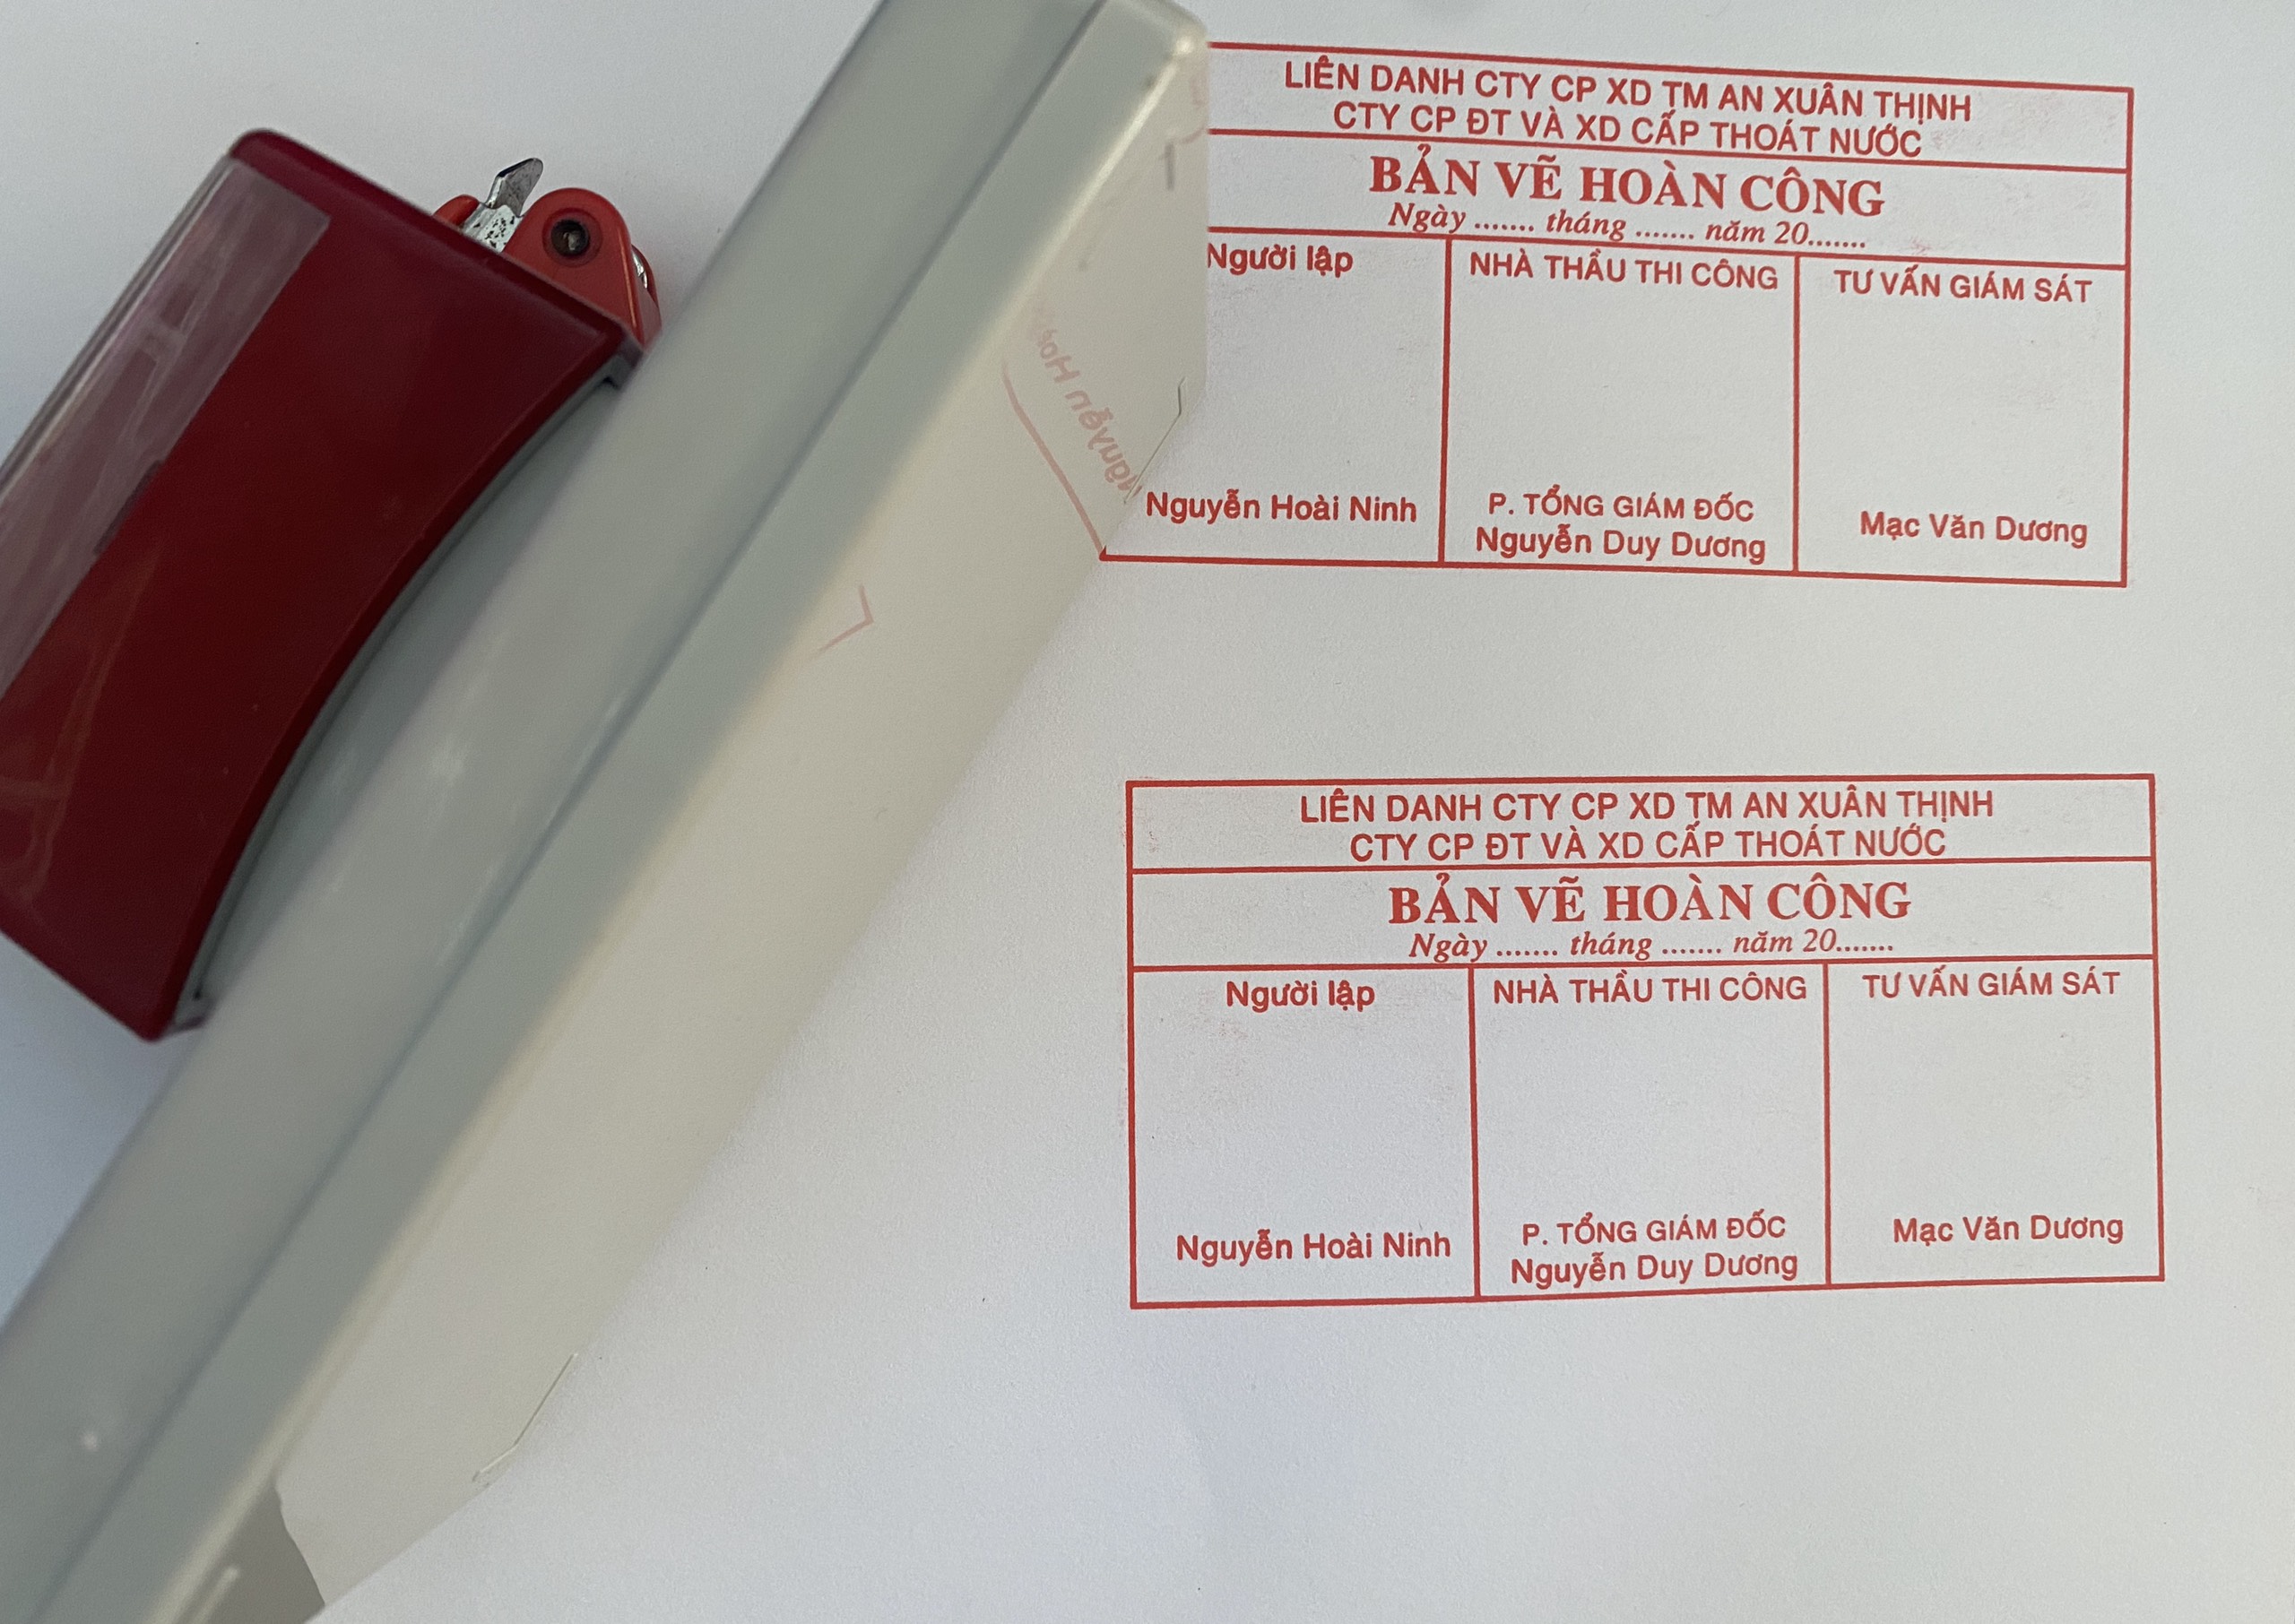 LIÊN DANH CTY CP XD TM AN XUÂN THỊNH
CTY CP ĐT VÀ XD CẤP THOÁT NƯỚC
BẢN VẼ HOÀN CÔNG
Ngày ....... tháng ....... năm 20.......
Người lập
NHÀ THẦU THI CÔNG
TƯ VẤN GIÁM SÁT
Nguyễn Hoài Ninh
P. TỔNG GIÁM ĐỐC
Nguyễn Duy Dương
Mạc Văn Dương
Nguyễn
LIÊN DANH CTY CP XD TM AN XUÂN THỊNH
CTY CP ĐT VÀ XD CẤP THOÁT NƯỚC
BẢN VẼ HOÀN CÔNG
Ngày ....... tháng ....... năm 20.......
Người lập
NHÀ THẦU THI CÔNG
TƯ VẤN GIÁM SÁT
Nguyễn Hoài Ninh
P. TỔNG GIÁM ĐỐC
Nguyễn Duy Dương
Mạc Văn Dương